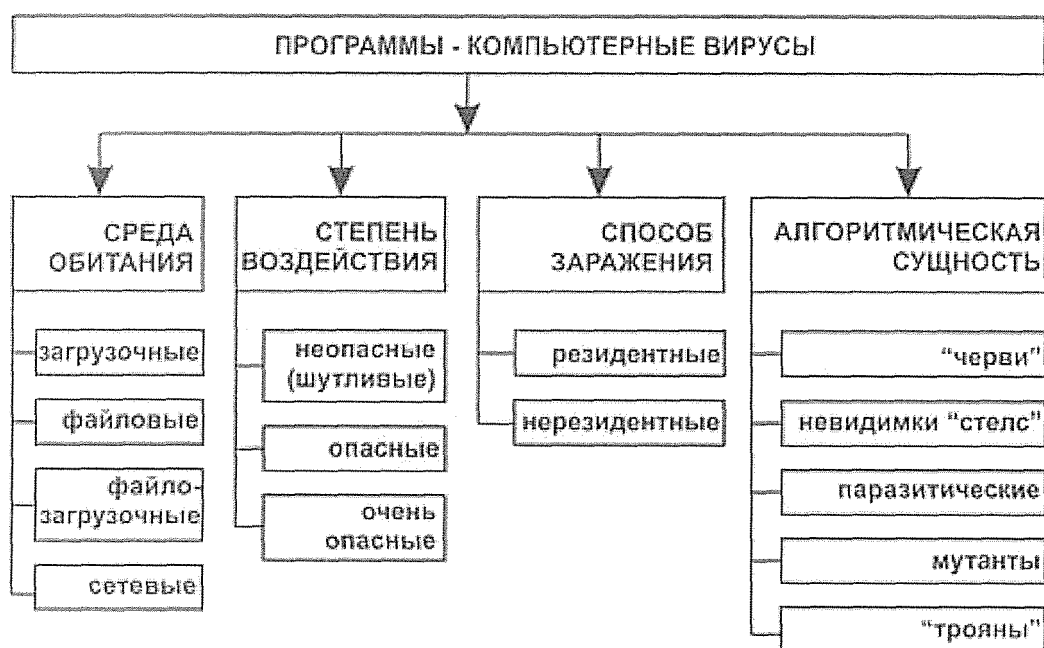 ПРОГРАММЫ - КОМПЬЮТЕРНЫЕ ВИРУСЫ
СРЕДА
ОБИТАНИЯ
загрузочные
файловые
файло-
загрузочные
сетевые
СТЕПЕНЬ
ВОЗДЕЙСТВИЯ
неопасные
(шутливые)
опасные
очень
опасные
СПОСОБ
ЗАРАЖЕНИЯ
резидентные
нерезидентные
АЛГОРИТМИЧЕСКАЯ
СУЩНОСТЬ
“черви”
невидимки “стелс”
паразитические
мутанты
“трояны”